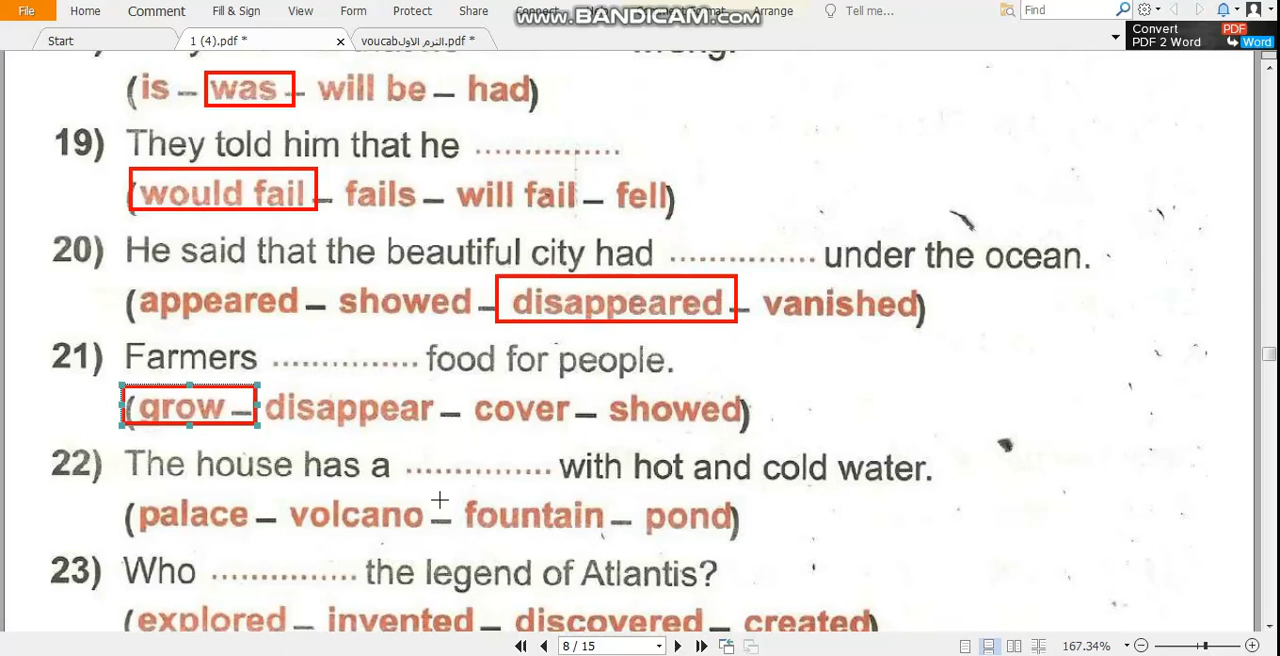 www.BANDICAM.com
File Home Comment Fill & Sign View Form Protect Share Connect Arrange Tell me... Find
Start 1 (4).pdf * x voucabالترم الاول.pdf * Convert PDF 2 Word PDF Word
wrong.
(is – was – will be – had)
19) They told him that he ...............
(would fail – fails – will fail – fell)
20) He said that the beautiful city had ............... under the ocean.
(appeared – showed – disappeared – vanished)
21) Farmers ............... food for people.
(grow – disappear – cover – showed)
22) The house has a ............... with hot and cold water.
(palace – volcano – fountain – pond)
23) Who ............... the legend of Atlantis?
(explored – invented – discovered – created)
8 / 15 167.34%